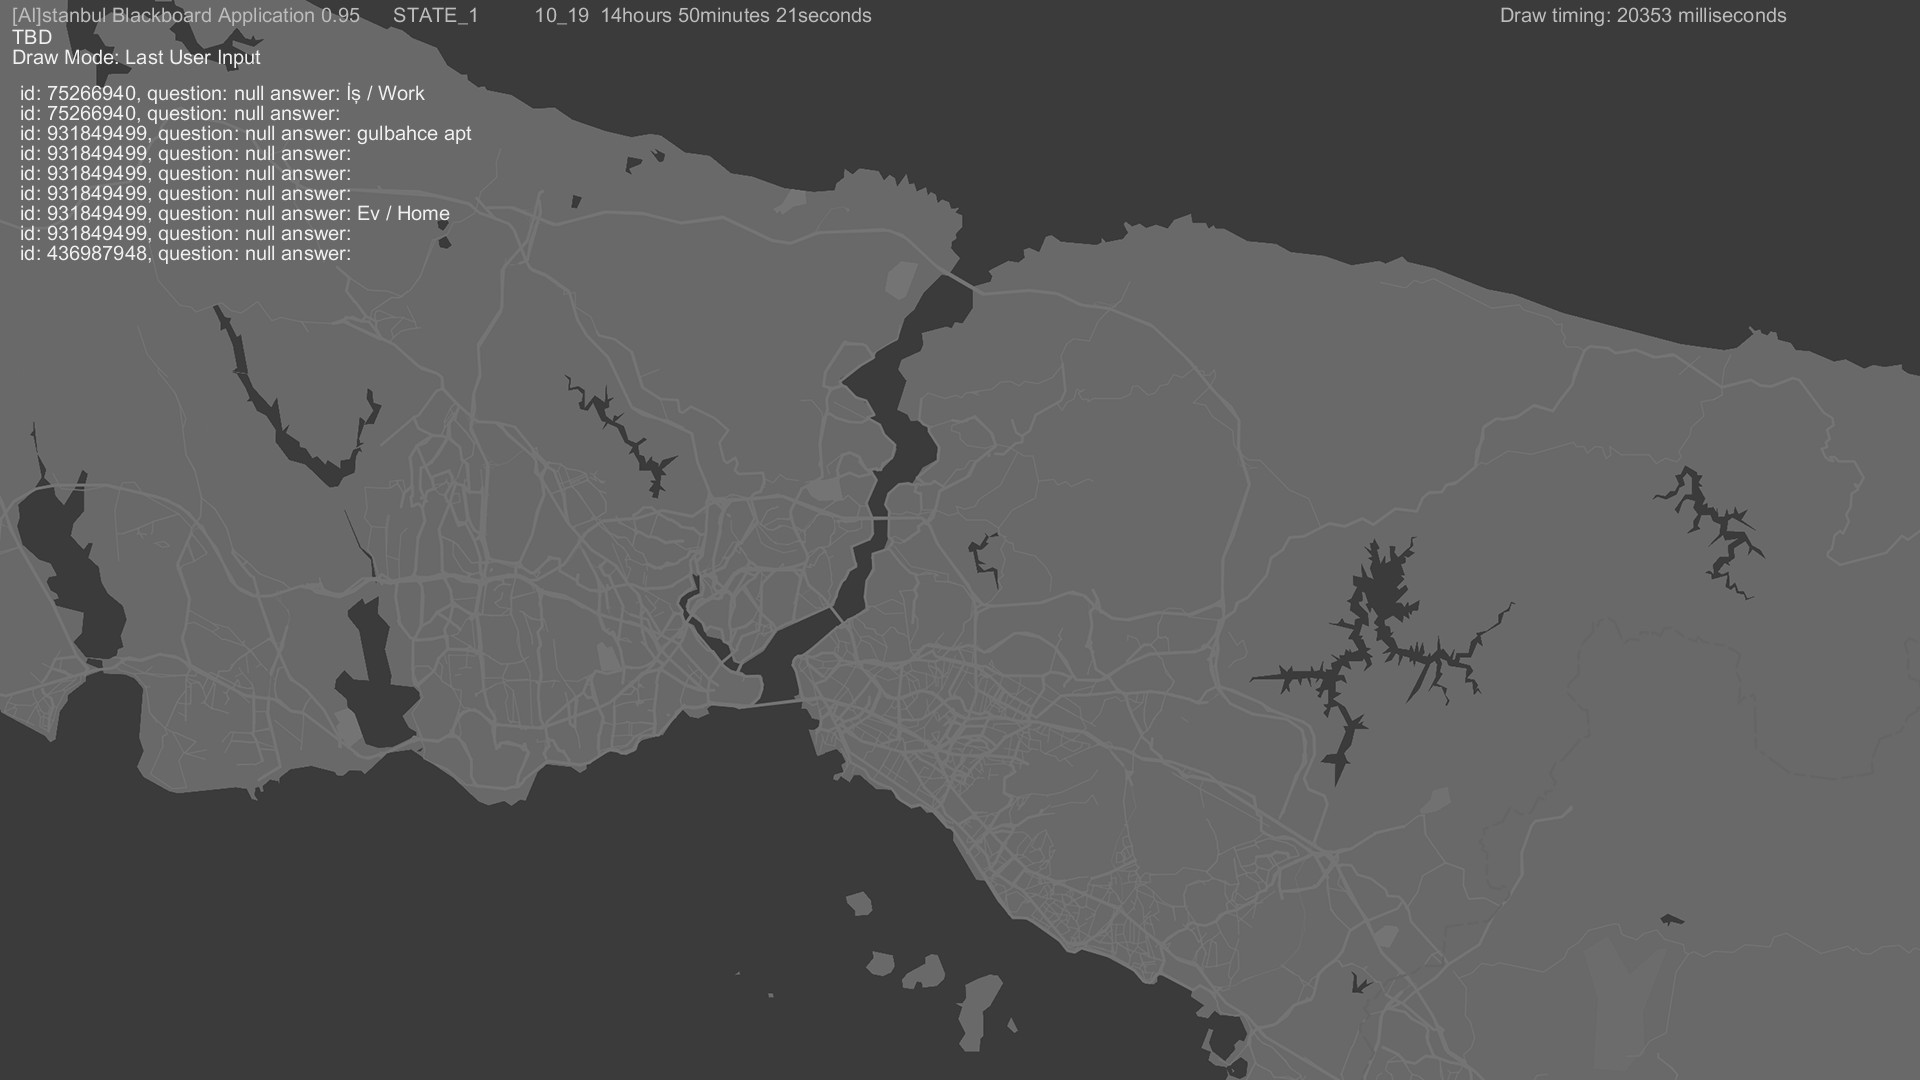 [AI]stanbul Blackboard Application 0.95 STATE_1 10_19 14hours 50minutes 21seconds Draw timing: 20353 milliseconds
TBD
Draw Mode: Last User Input
id: 75266940, question: null answer: İş / Work
id: 75266940, question: null answer:
id: 931849499, question: null answer: gulbahce apt
id: 931849499, question: null answer:
id: 931849499, question: null answer:
id: 931849499, question: null answer:
id: 931849499, question: null answer: Ev / Home
id: 931849499, question: null answer:
id: 436987948, question: null answer: